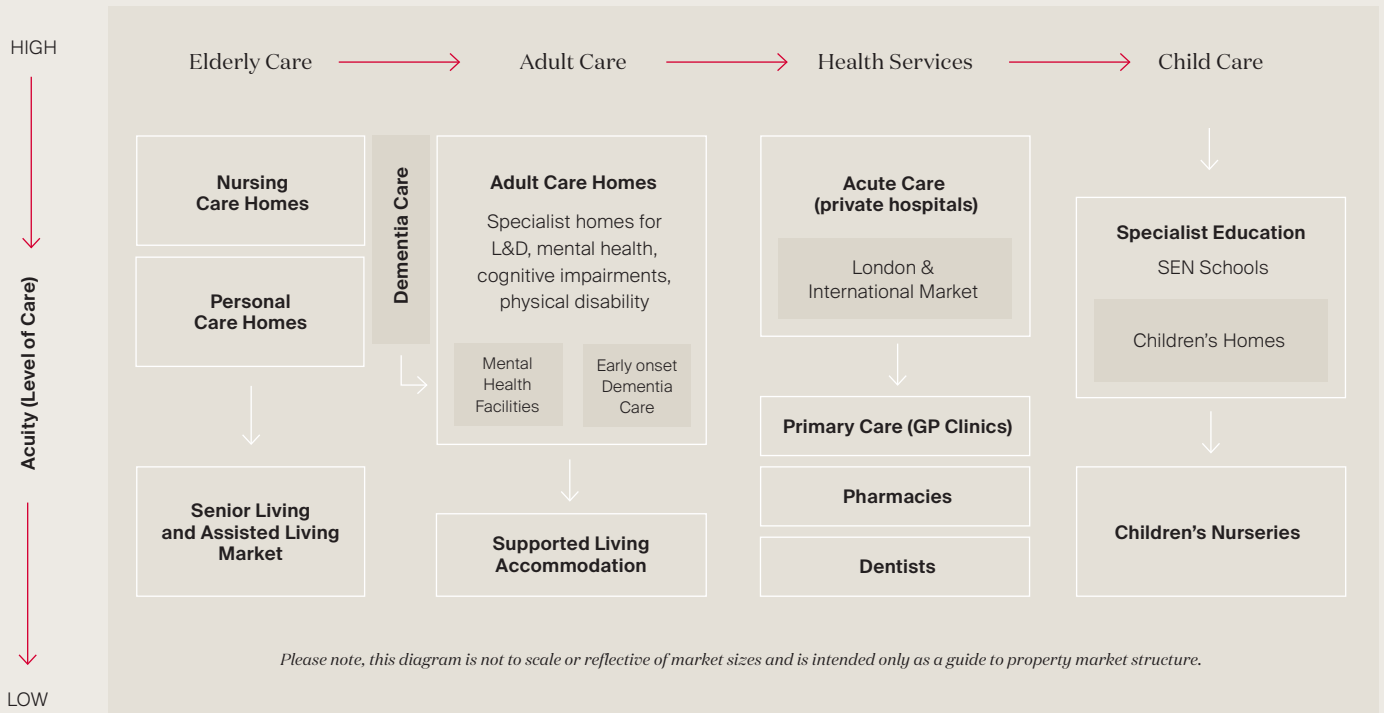 HIGH
Acuity (Level of Care)
LOW
Elderly Care
Adult Care
Health Services
Child Care
Nursing
Care Homes
Personal
Care Homes
Senior Living
and Assisted Living
Market
Dementia Care
Adult Care Homes
Specialist homes for
L&D, mental health,
cognitive impairments,
physical disability
Mental
Health
Facilities
Early onset
Dementia
Care
Supported Living
Accommodation
Acute Care
(private hospitals)
London &
International Market
Primary Care (GP Clinics)
Pharmacies
Dentists
Specialist Education
SEN Schools
Children’s Homes
Children’s Nurseries
Please note, this diagram is not to scale or reflective of market sizes and is intended only as a guide to property market structure.